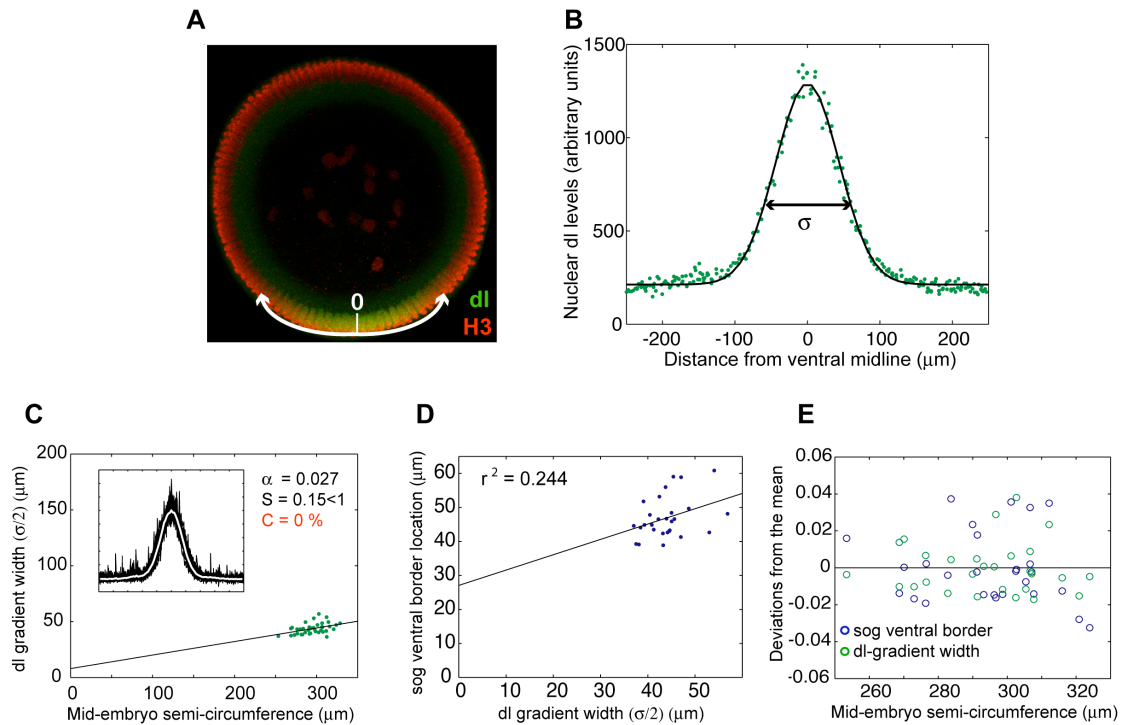 A
0
dl
H3
B
Nuclear dl levels (arbitrary units)
1500
1000
500
0
σ
-200
-100
0
100
200
Distance from ventral midline (μm)
C
dl gradient width (σ/2) (μm)
200
150
100
50
0
α = 0.027
S = 0.15<1
C = 0 %
0
100
200
300
Mid-embryo semi-circumference (μm)
D
sog ventral border location (μm)
60
50
40
30
20
10
0
r² = 0.244
0
10
20
30
40
50
dl gradient width (σ/2) (μm)
E
Deviations from the mean
0.06
0.04
0.02
0
-0.02
-0.04
-0.06
sog ventral border
dl-gradient width
260
280
300
320
Mid-embryo semi-circumference (μm)